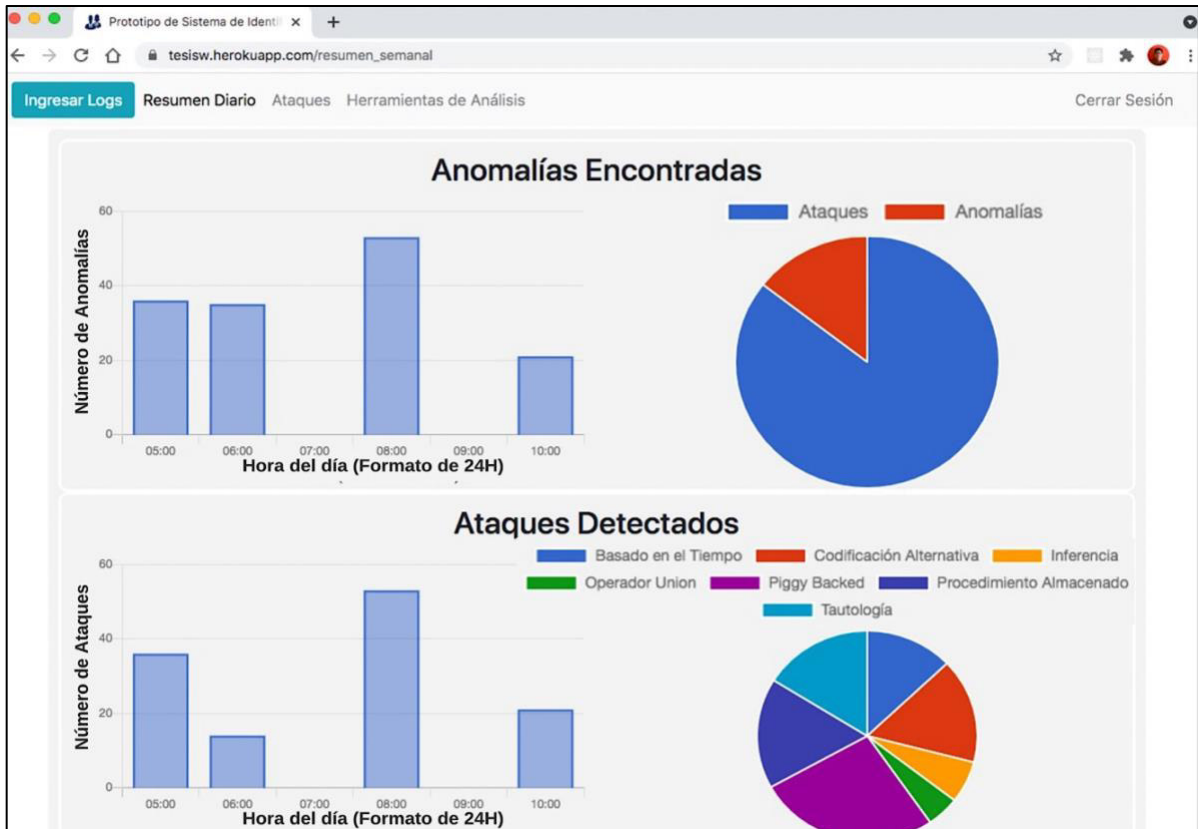 Prototipo de Sistema de Identi
tesisw.herokuapp.com/resumen_semanal
Ingresar Logs Resumen Diario Ataques Herramientas de Análisis Cerrar Sesión
Anomalías Encontradas
Número de Anomalías
60
40
20
0
05:00 06:00 07:00 08:00 09:00 10:00
Hora del día (Formato de 24H)
Ataques Anomalías
Ataques Detectados
Número de Ataques
60
40
20
0
05:00 06:00 07:00 08:00 09:00 10:00
Hora del día (Formato de 24H)
Basado en el Tiempo Codificación Alternativa Inferencia
Operador Union Piggy Backed Procedimiento Almacenado
Tautología